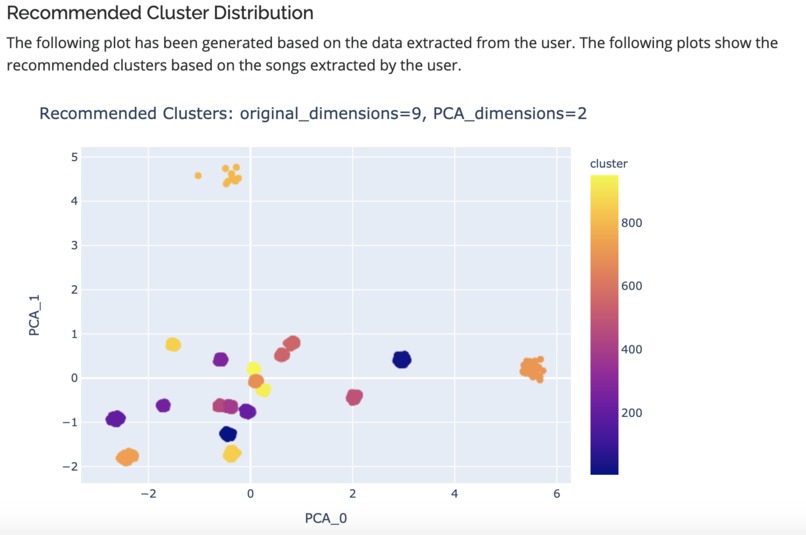 Recommended Cluster Distribution
The following plot has been generated based on the data extracted from the user. The following plots show the
recommended clusters based on the songs extracted by the user.
Recommended Clusters: original_dimensions=9, PCA_dimensions=2
cluster
5
4
3
2
1
0
−1
−2
PCA_1
−2
0
2
4
6
PCA_0
800
600
400
200